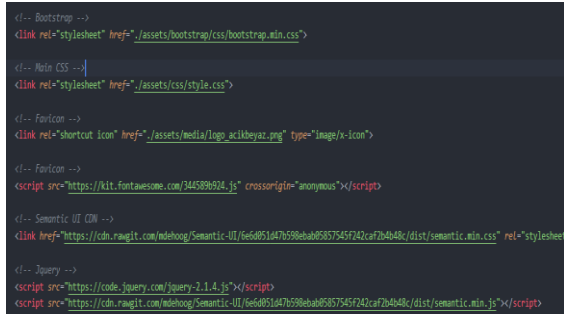 <!-- Bootstrap -->
<link rel="stylesheet" href="./assets/bootstrap/css/bootstrap.min.css">
<!-- Main CSS -->
<link rel="stylesheet" href="./assets/css/style.css">
<!-- Favicon -->
<link rel="shortcut icon" href="./assets/media/logo_acikbeyaz.png" type="image/x-icon">
<!-- Favicon -->
<script src="https://kit.fontawesome.com/344589b924.js" crossorigin="anonymous"></script>
<!-- Semantic UI CDN -->
<link href="https://cdn.rawgit.com/mdehoog/Semantic-UI/6e6d051d47b598ebab05857545f242caf2b4b48c/dist/semantic.min.css" rel="stylesheet
<!-- Jquery -->
<script src="https://code.jquery.com/jquery-2.1.4.js"></script>
<script src="https://cdn.rawgit.com/mdehoog/Semantic-UI/6e6d051d47b598ebab05857545f242caf2b4b48c/dist/semantic.min.js"></script>